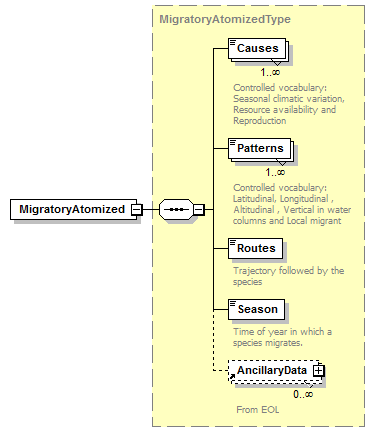 MigratoryAtomizedType
Causes
1..∞
Controlled vocabulary:
Seasonal climatic variation,
Resource availability and
Reproduction
Patterns
1..∞
Controlled vocabulary:
Latitudinal, Longitudinal ,
Altitudinal , Vertical in water
columns and Local migrant
MigratoryAtomized
Routes
Trajectory followed by the
species
Season
Time of year in which a
species migrates.
AncillaryData
0..∞
From EOL